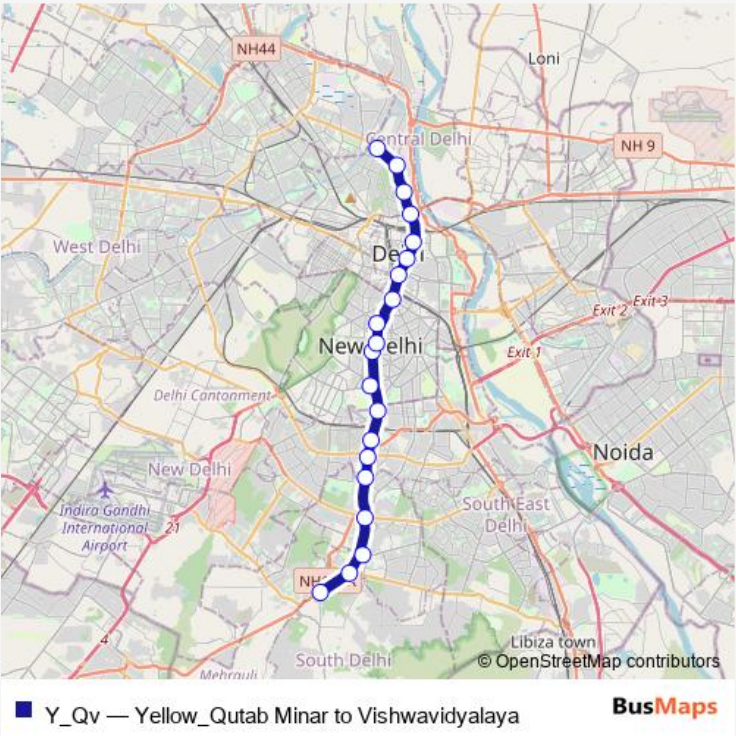 NH44
Loni
Central Delhi
NH 9
West Delhi
Delhi
Exit 3
Exit 2
New Delhi
Exit 1
Delhi Cantonment
Noida
New Delhi
Indira Gandhi
International
Airport
21
South East
Delhi
4
Libiza town
South Delhi
Mehrauli
© OpenStreetMap contributors
Y_Qv — Yellow_Qutab Minar to Vishwavidyalaya
BusMaps